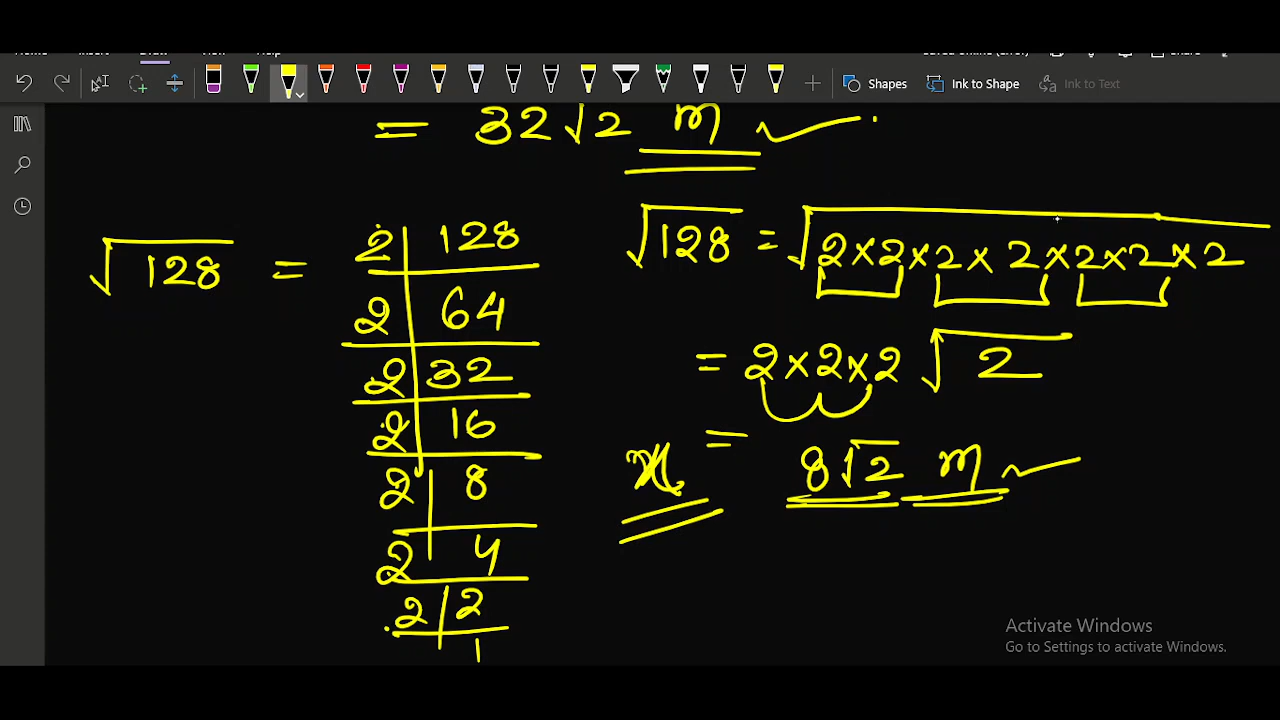 Shapes Ink to Shape Ink to Text
= 32√2 m
√128 =
2 | 128
2 | 64
2 | 32
2 | 16
2 | 8
2 | 4
2 | 2
1
√128 = √2×2×2×2×2×2×2
= 2×2×2 √2
x = 8√2 m
Activate Windows
Go to Settings to activate Windows.